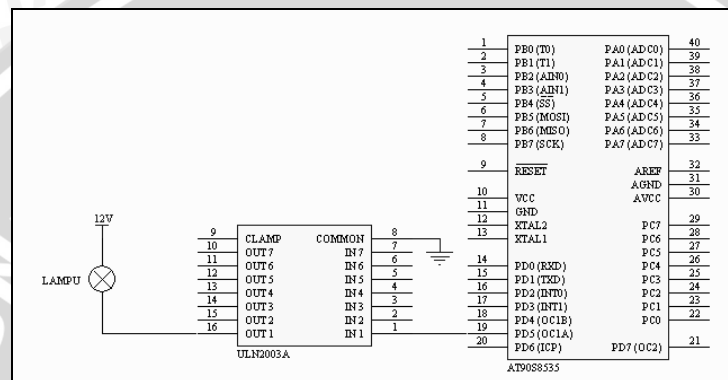 12V
LAMPU
9 CLAMP COMMON 8
10 OUT7 IN7 7
11 OUT6 IN6 6
12 OUT5 IN5 5
13 OUT4 IN4 4
14 OUT3 IN3 3
15 OUT2 IN2 2
16 OUT1 IN1 1
ULN2003A
1 PB0 (T0) PA0 (ADC0) 40
2 PB1 (T1) PA1 (ADC1) 39
3 PB2 (AIN0) PA2 (ADC2) 38
4 PB3 (AIN1) PA3 (ADC3) 37
5 PB4 (SS) PA4 (ADC4) 36
6 PB5 (MOSI) PA5 (ADC5) 35
7 PB6 (MISO) PA6 (ADC6) 34
8 PB7 (SCK) PA7 (ADC7) 33
9 RESET AREF 32
AGND 31
10 VCC AVCC 30
11 GND
12 XTAL2 PC7 29
13 XTAL1 PC6 28
PC5 27
14 PD0 (RXD) PC4 26
15 PD1 (TXD) PC3 25
16 PD2 (INT0) PC2 24
17 PD3 (INT1) PC1 23
18 PD4 (OC1B) PC0 22
19 PD5 (OC1A)
20 PD6 (ICP) PD7 (OC2) 21
AT90S8535